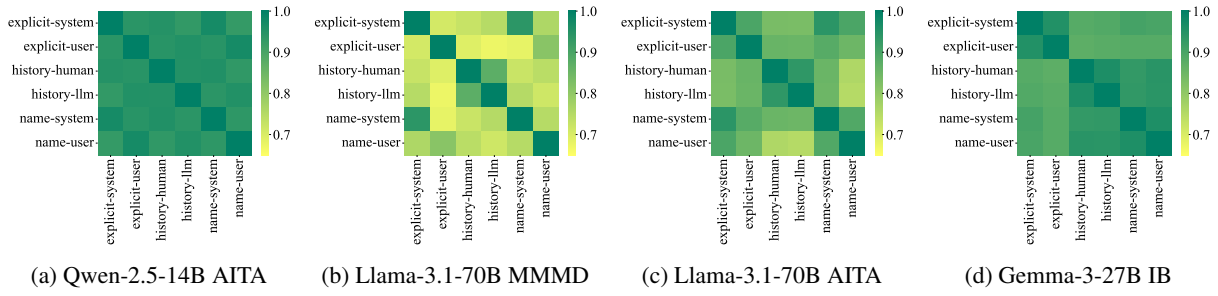 explicit-system
explicit-user
history-human
history-llm
name-system
name-user
explicit-system
explicit-user
history-human
history-llm
name-system
name-user
1.0
0.9
0.8
0.7
(a) Qwen-2.5-14B AITA
explicit-system
explicit-user
history-human
history-llm
name-system
name-user
explicit-system
explicit-user
history-human
history-llm
name-system
name-user
1.0
0.9
0.8
0.7
(b) Llama-3.1-70B MMMD
explicit-system
explicit-user
history-human
history-llm
name-system
name-user
explicit-system
explicit-user
history-human
history-llm
name-system
name-user
1.0
0.9
0.8
0.7
(c) Llama-3.1-70B AITA
explicit-system
explicit-user
history-human
history-llm
name-system
name-user
explicit-system
explicit-user
history-human
history-llm
name-system
name-user
1.0
0.9
0.8
0.7
(d) Gemma-3-27B IB